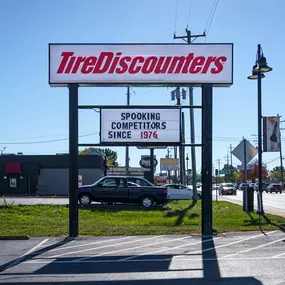 TIREDISCOUNTERS
SPOOKING
COMPETITORS
SINCE 1976